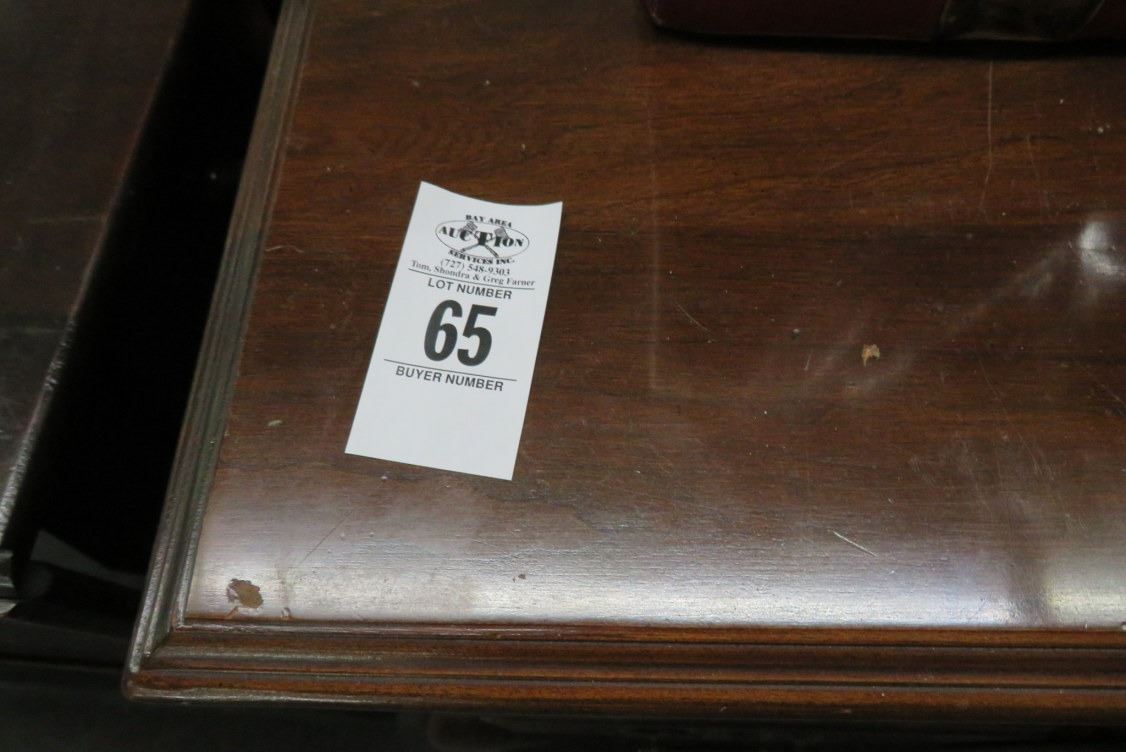 BAY AREA
AUCTION
SERVICES INC.
(727) 548-9303
Tom, Shondra & Greg Farner
LOT NUMBER
65
BUYER NUMBER